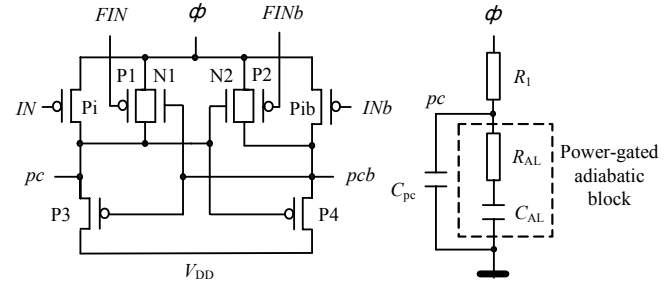 FIN ϕ FINb ϕ
P1 N1 N2 P2
IN Pi Pib INb
R1
pc
pc pcb
RAL
Power-gated
adiabatic
block
Cpc
CAL
P3 P4
VDD